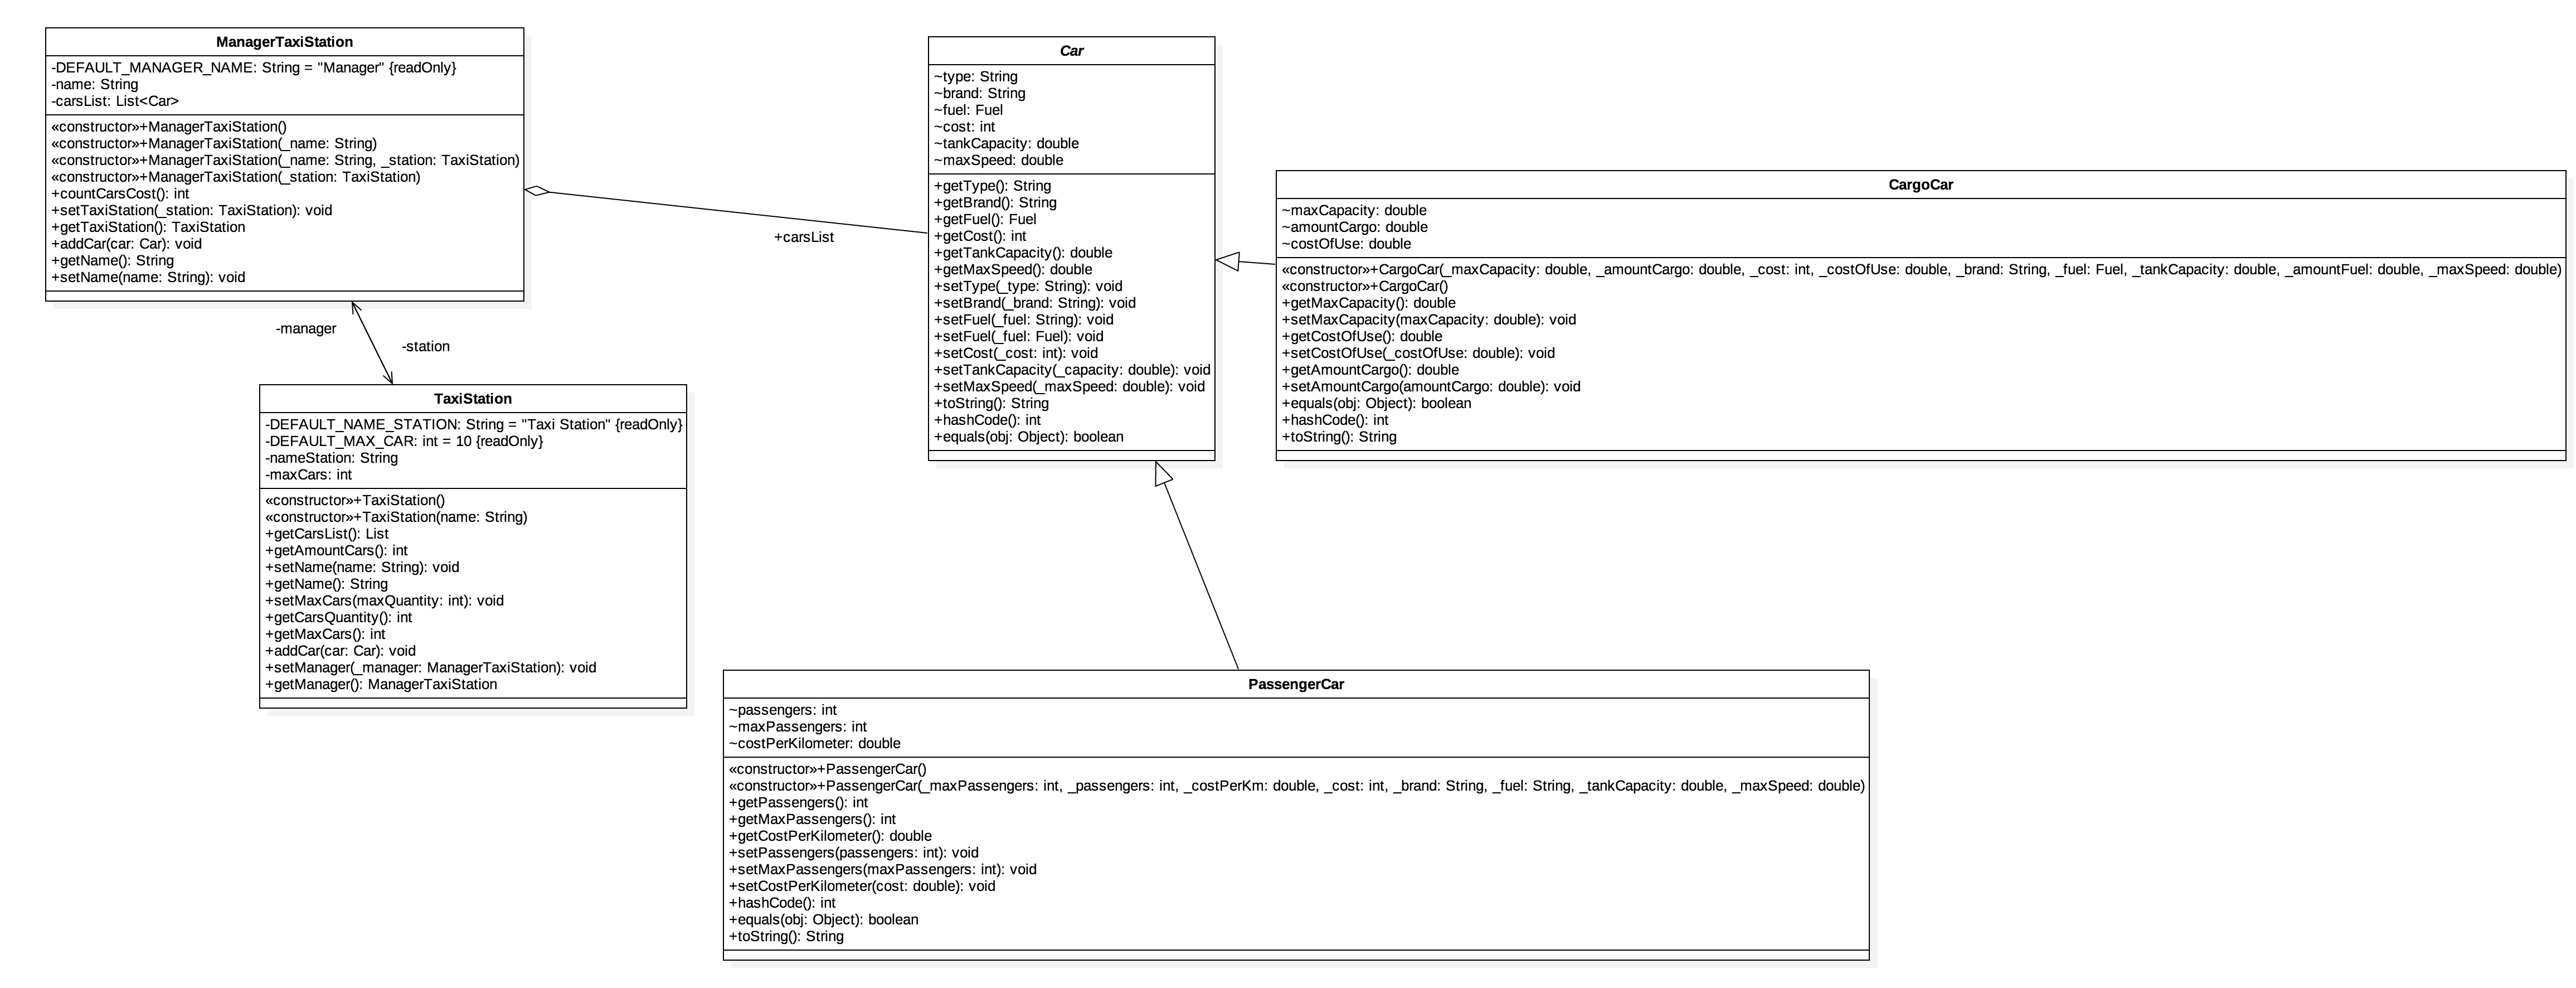 ManagerTaxiStation
-DEFAULT_MANAGER_NAME: String = "Manager" {readOnly}
-name: String
-carsList: List<Car>
«constructor»+ManagerTaxiStation()
«constructor»+ManagerTaxiStation(_name: String)
«constructor»+ManagerTaxiStation(_name: String, _station: TaxiStation)
«constructor»+ManagerTaxiStation(_station: TaxiStation)
+countCarsCost(): int
+setTaxiStation(_station: TaxiStation): void
+getTaxiStation(): TaxiStation
+addCar(car: Car): void
+getName(): String
+setName(name: String): void
-manager
-station
+carsList
TaxiStation
-DEFAULT_NAME_STATION: String = "Taxi Station" {readOnly}
-DEFAULT_MAX_CAR: int = 10 {readOnly}
-nameStation: String
-maxCars: int
«constructor»+TaxiStation()
«constructor»+TaxiStation(name: String)
+getCarsList(): List
+getAmountCars(): int
+setName(name: String): void
+getName(): String
+setMaxCars(maxQuantity: int): void
+getCarsQuantity(): int
+getMaxCars(): int
+addCar(car: Car): void
+setManager(_manager: ManagerTaxiStation): void
+getManager(): ManagerTaxiStation
Car
~type: String
~brand: String
~fuel: Fuel
~cost: int
~tankCapacity: double
~maxSpeed: double
+getType(): String
+getBrand(): String
+getFuel(): Fuel
+getCost(): int
+getTankCapacity(): double
+getMaxSpeed(): double
+setType(_type: String): void
+setBrand(_brand: String): void
+setFuel(_fuel: String): void
+setFuel(_fuel: Fuel): void
+setCost(_cost: int): void
+setTankCapacity(_capacity: double): void
+setMaxSpeed(_maxSpeed: double): void
+toString(): String
+hashCode(): int
+equals(obj: Object): boolean
CargoCar
~maxCapacity: double
~amountCargo: double
~costOfUse: double
«constructor»+CargoCar(_maxCapacity: double, _amountCargo: double, _cost: int, _costOfUse: double, _brand: String, _fuel: Fuel, _tankCapacity: double, _amountFuel: double, _maxSpeed: double)
«constructor»+CargoCar()
+getMaxCapacity(): double
+setMaxCapacity(maxCapacity: double): void
+getCostOfUse(): double
+setCostOfUse(_costOfUse: double): void
+getAmountCargo(): double
+setAmountCargo(amountCargo: double): void
+equals(obj: Object): boolean
+hashCode(): int
+toString(): String
PassengerCar
~passengers: int
~maxPassengers: int
~costPerKilometer: double
«constructor»+PassengerCar()
«constructor»+PassengerCar(_maxPassengers: int, _passengers: int, _costPerKm: double, _cost: int, _brand: String, _fuel: String, _tankCapacity: double, _maxSpeed: double)
+getPassengers(): int
+getMaxPassengers(): int
+getCostPerKilometer(): double
+setPassengers(passengers: int): void
+setMaxPassengers(maxPassengers: int): void
+setCostPerKilometer(cost: double): void
+hashCode(): int
+equals(obj: Object): boolean
+toString(): String